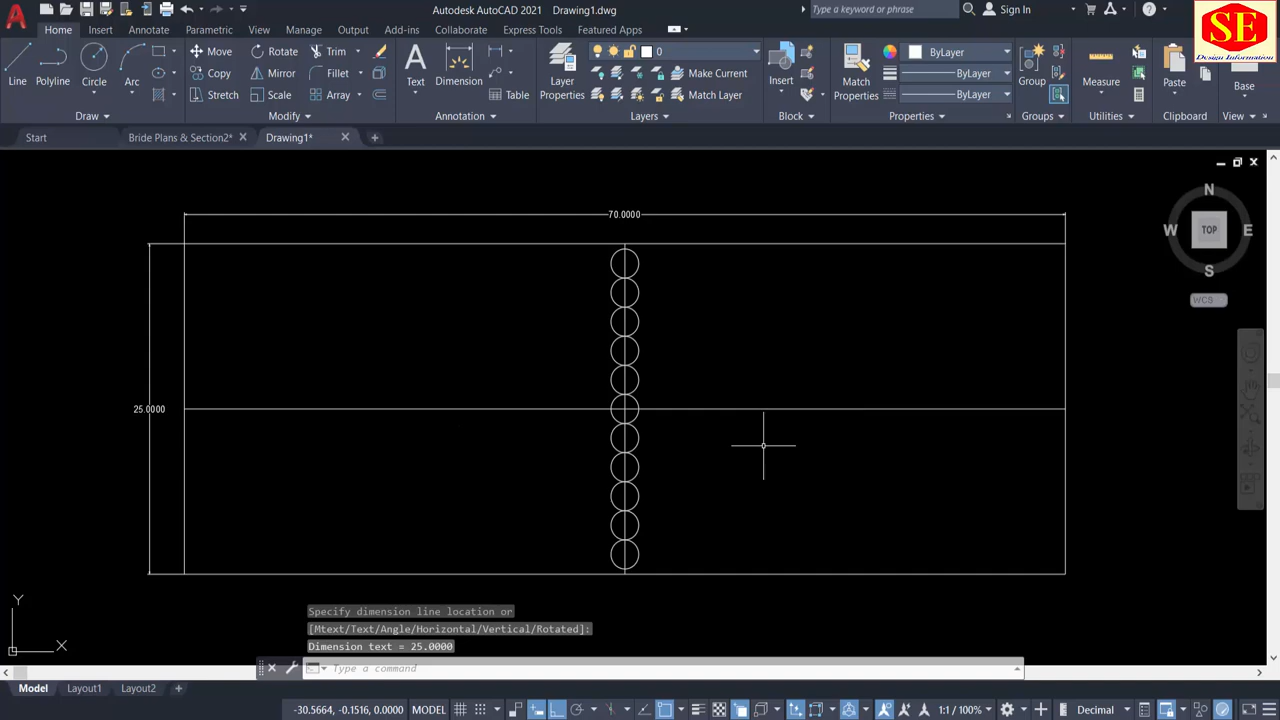 Autodesk AutoCAD 2021 Drawing1.dwg
Type a keyword or phrase
Sign In
SE
Design Information
Home Insert Annotate Parametric View Manage Output Add-ins Collaborate Express Tools Featured Apps
Line Polyline Circle Arc
Move Rotate Trim
Copy Mirror Fillet
Stretch Scale Array
Text Dimension Table
Layer Properties
0
Make Current
Match Layer
Insert
Match Properties
ByLayer
ByLayer
ByLayer
Group
Measure
Paste
Base
Draw Modify Annotation Layers Block Properties Groups Utilities Clipboard View
Start Bride Plans & Section2* Drawing1*
N
W TOP E
S
WCS
70.0000
25.0000
Y
X
Specify dimension line location or
[Mtext/Text/Angle/Horizontal/Vertical/Rotated]:
Dimension text = 25.0000
Type a command
Model Layout1 Layout2
-30.5664, -0.1516, 0.0000 MODEL 1:1 / 100% Decimal